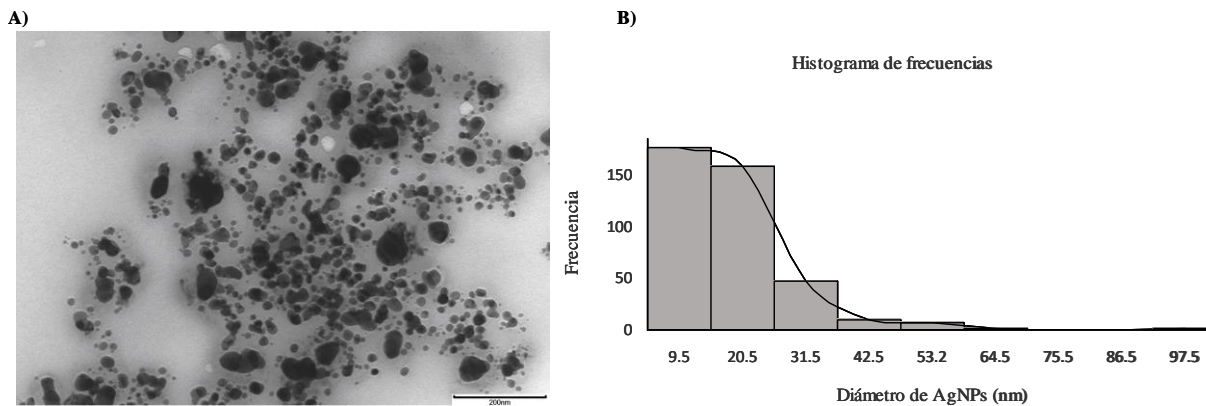 A)
200nm
B)
Histograma de frecuencias
Frecuencia
150
100
50
0
9.5 20.5 31.5 42.5 53.2 64.5 75.5 86.5 97.5
Diámetro de AgNPs (nm)